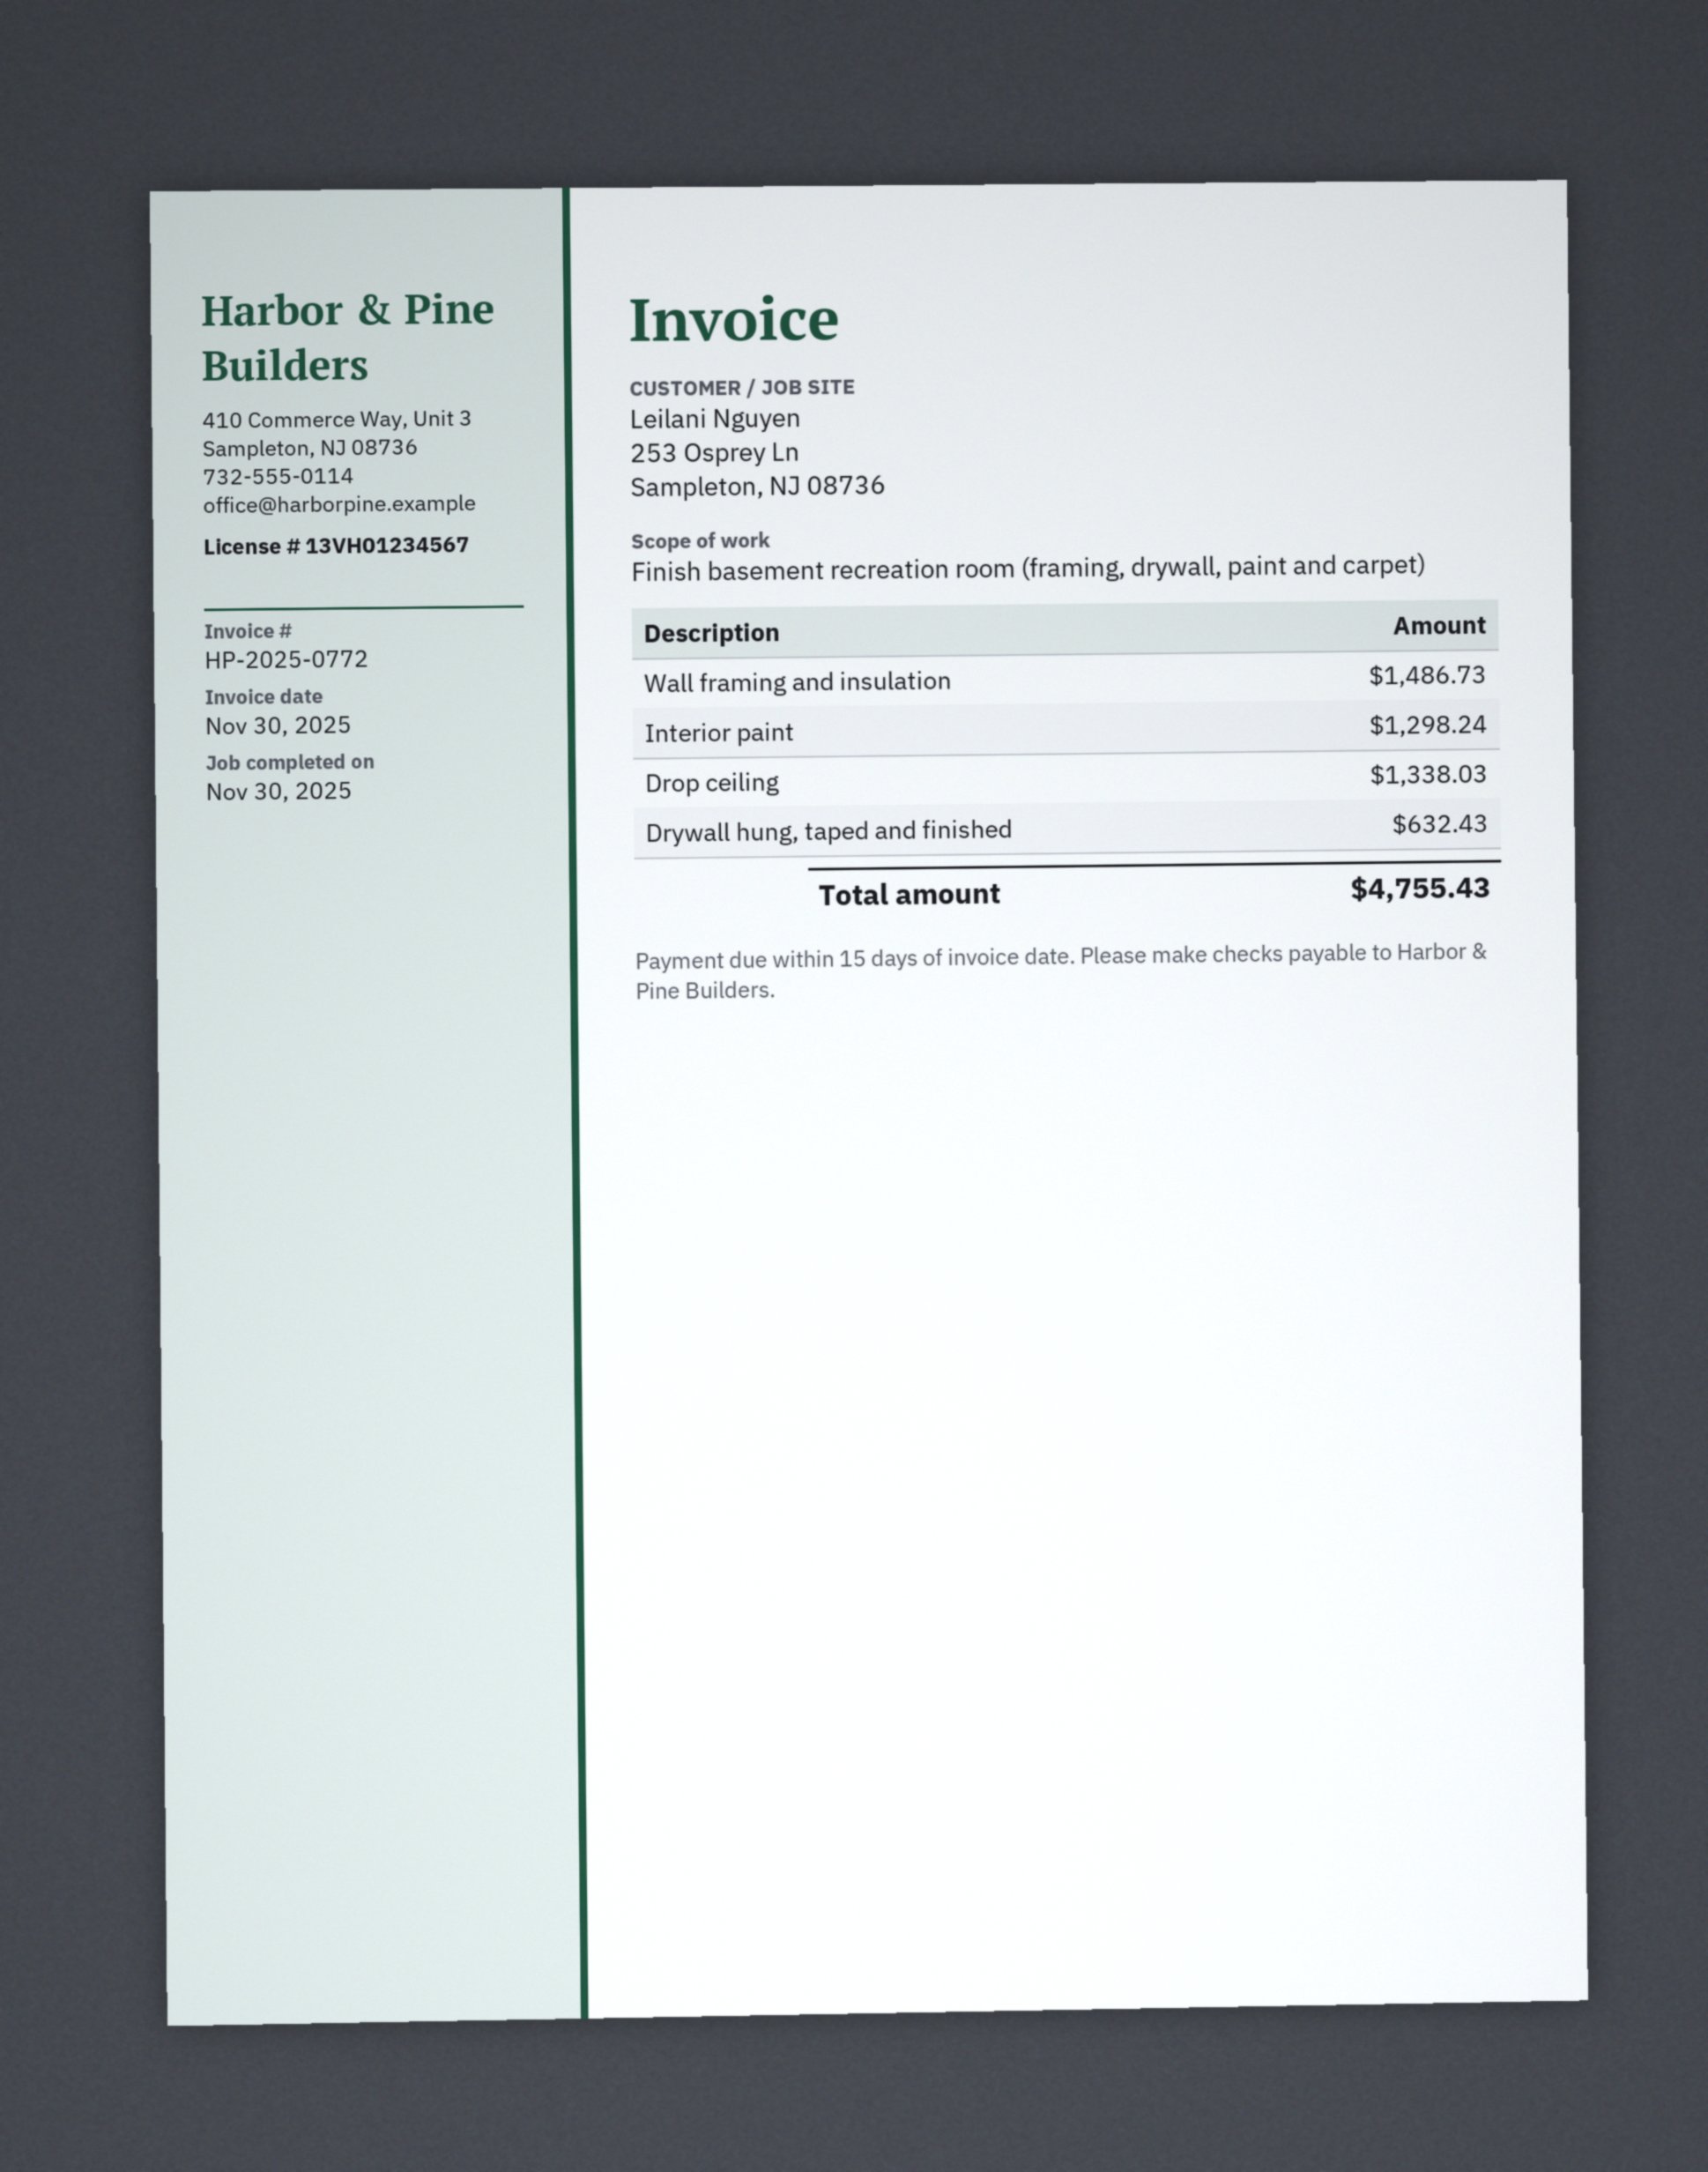 Harbor & Pine
Builders
410 Commerce Way, Unit 3
Sampleton, NJ 08736
732-555-0114
office@harborpine.example
License # 13VH01234567
Invoice #
HP-2025-0772
Invoice date
Nov 30, 2025
Job completed on
Nov 30, 2025
Invoice
CUSTOMER / JOB SITE
Leilani Nguyen
253 Osprey Ln
Sampleton, NJ 08736
Scope of work
Finish basement recreation room (framing, drywall, paint and carpet)
Description Amount
Wall framing and insulation $1,486.73
Interior paint $1,298.24
Drop ceiling $1,338.03
Drywall hung, taped and finished $632.43
Total amount $4,755.43
Payment due within 15 days of invoice date. Please make checks payable to Harbor &
Pine Builders.